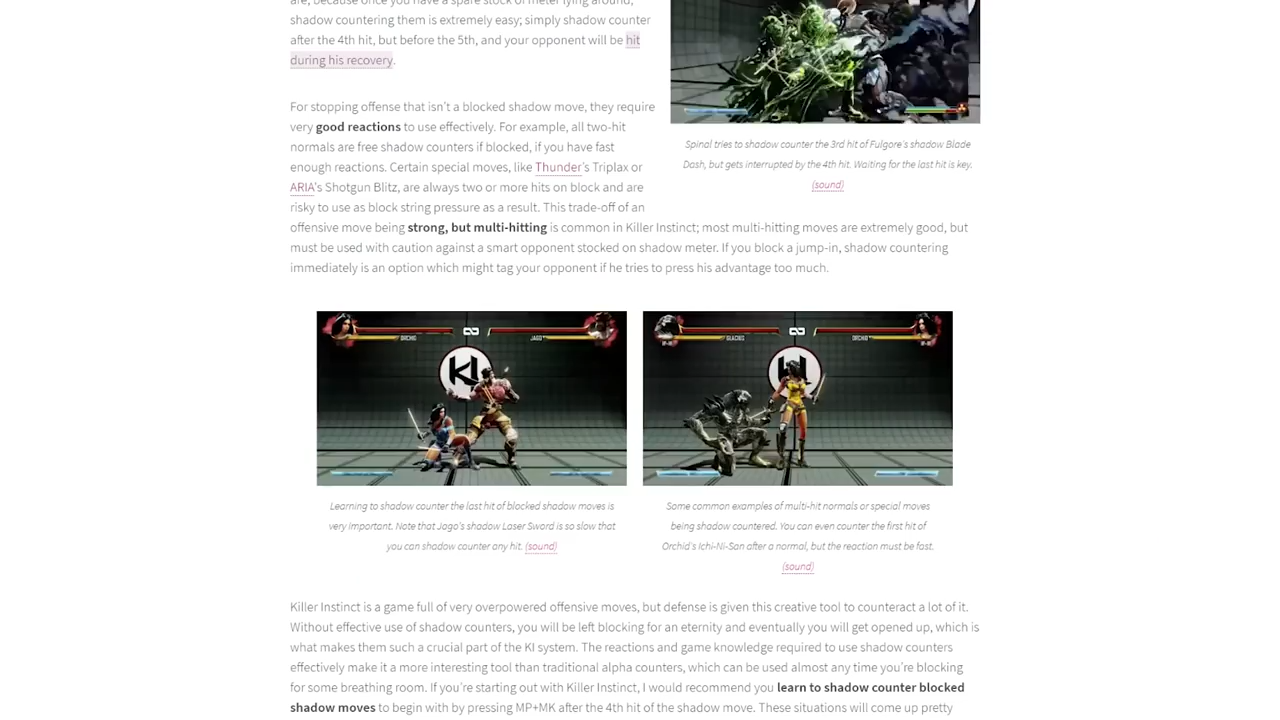 are, because once you have a spare stock of meter lying around,
shadow countering them is extremely easy; simply shadow counter
after the 4th hit, but before the 5th, and your opponent will be hit
during his recovery.
For stopping offense that isn't a blocked shadow move, they require
very good reactions to use effectively. For example, all two-hit
normals are free shadow counters if blocked, if you have fast
enough reactions. Certain special moves, like Thunder's Triplax or
ARIA's Shotgun Blitz, are always two or more hits on block and are
risky to use as block string pressure as a result. This trade-off of an
offensive move being strong, but multi-hitting is common in Killer Instinct; most multi-hitting moves are extremely good, but
must be used with caution against a smart opponent stocked on shadow meter. If you block a jump-in, shadow countering
immediately is an option which might tag your opponent if he tries to press his advantage too much.
Spinal tries to shadow counter the 3rd hit of Fulgore's shadow Blade
Dash, but gets interrupted by the 4th hit. Waiting for the last hit is key.
(sound)
ORCHID
JAGO
KI
Learning to shadow counter the last hit of blocked shadow moves is
very important. Note that Jago's shadow Laser Sword is so slow that
you can shadow counter any hit. (sound)
GLACIUS
ORCHID
Some common examples of multi-hit normals or special moves
being shadow countered. You can even counter the first hit of
Orchid's Ichi-Ni-San after a normal, but the reaction must be fast.
(sound)
Killer Instinct is a game full of very overpowered offensive moves, but defense is given this creative tool to counteract a lot of it.
Without effective use of shadow counters, you will be left blocking for an eternity and eventually you will get opened up, which is
what makes them such a crucial part of the KI system. The reactions and game knowledge required to use shadow counters
effectively make it a more interesting tool than traditional alpha counters, which can be used almost any time you're blocking
for some breathing room. If you're starting out with Killer Instinct, I would recommend you learn to shadow counter blocked
shadow moves to begin with by pressing MP+MK after the 4th hit of the shadow move. These situations will come up pretty